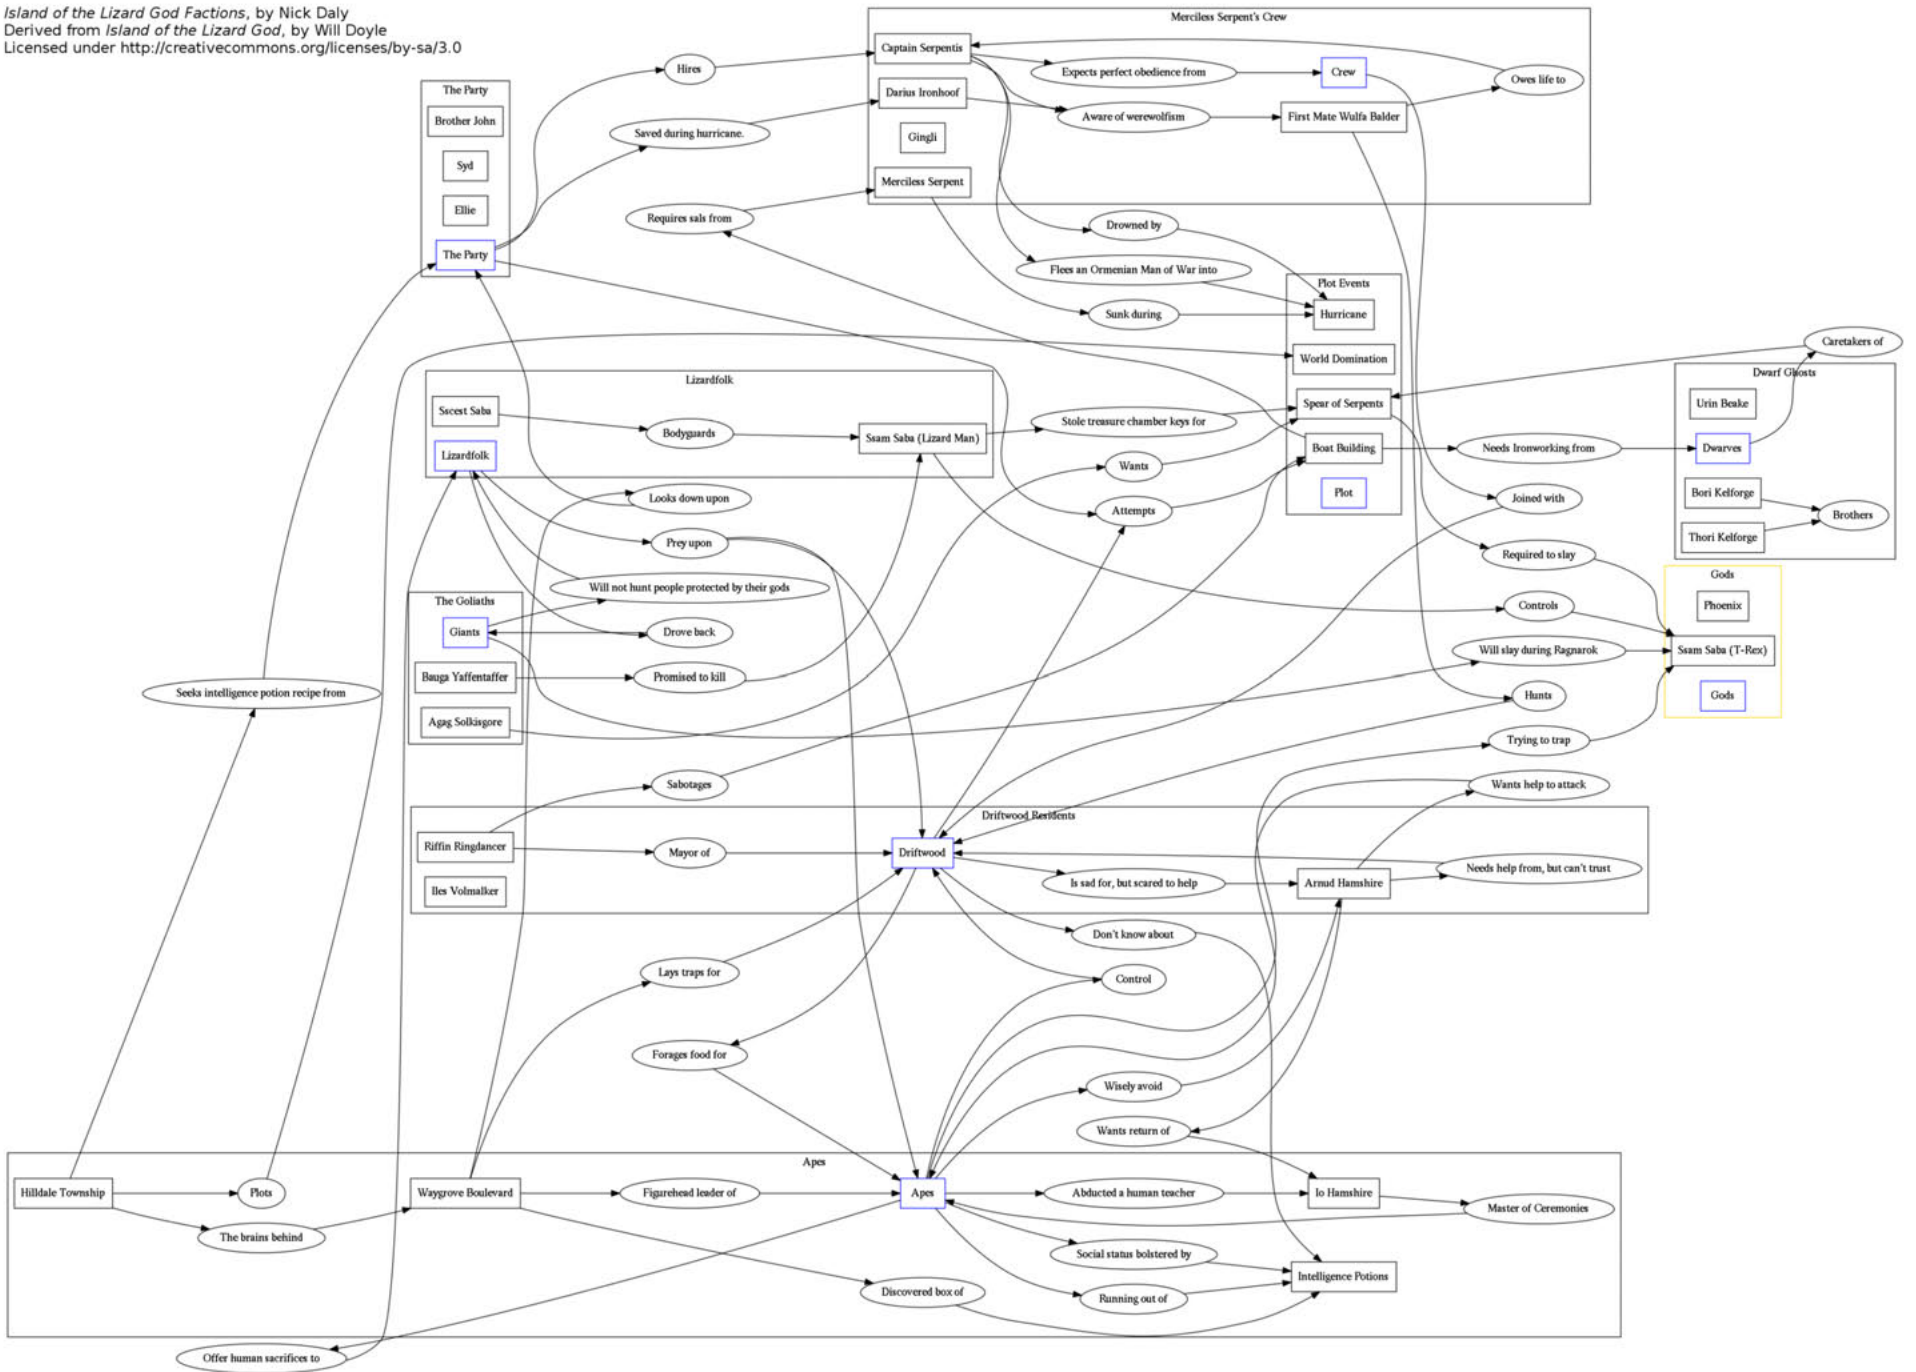 Island of the Lizard God Factions, by Nick Daly
Derived from Island of the Lizard God, by Will Doyle
Licensed under http://creativecommons.org/licenses/by-sa/3.0
Merciless Serpent's Crew
Captain Serpentis
Hires
Expects perfect obedience from
Crew
Owes life to
The Party
Darius Ironhoof
Brother John
Saved during hurricane.
Aware of werewolfism
First Mate Wulfa Balder
Gingli
Syd
Merciless Serpent
Ellie
Requires sals from
Drowned by
The Party
Flees an Ormenian Man of War into
Plot Events
Sunk during
Hurricane
Caretakers of
World Domination
Lizardfolk
Dwarf Ghosts
Sscest Saba
Spear of Serpents
Urin Beake
Stole treasure chamber keys for
Bodyguards
Ssam Saba (Lizard Man)
Lizardfolk
Boat Building
Needs Ironworking from
Dwarves
Wants
Looks down upon
Plot
Joined with
Bori Kelforge
Attempts
Brothers
Prey upon
Thori Kelforge
Required to slay
Will not hunt people protected by their gods
Gods
The Goliaths
Controls
Phoenix
Giants
Drove back
Will slay during Ragnarok
Ssam Saba (T-Rex)
Bauga Yaffentaffer
Promised to kill
Seeks intelligence potion recipe from
Hunts
Gods
Agag Solkisgore
Trying to trap
Sabotages
Wants help to attack
Driftwood Residents
Riffin Ringdancer
Mayor of
Driftwood
Needs help from, but can't trust
Is sad for, but scared to help
Arnud Hamshire
Iles Volmalker
Don't know about
Lays traps for
Control
Forages food for
Wisely avoid
Wants return of
Apes
Hilldale Township
Plots
Waygrove Boulevard
Figurehead leader of
Apes
Abducted a human teacher
Io Hamshire
Master of Ceremonies
The brains behind
Social status bolstered by
Intelligence Potions
Discovered box of
Running out of
Offer human sacrifices to